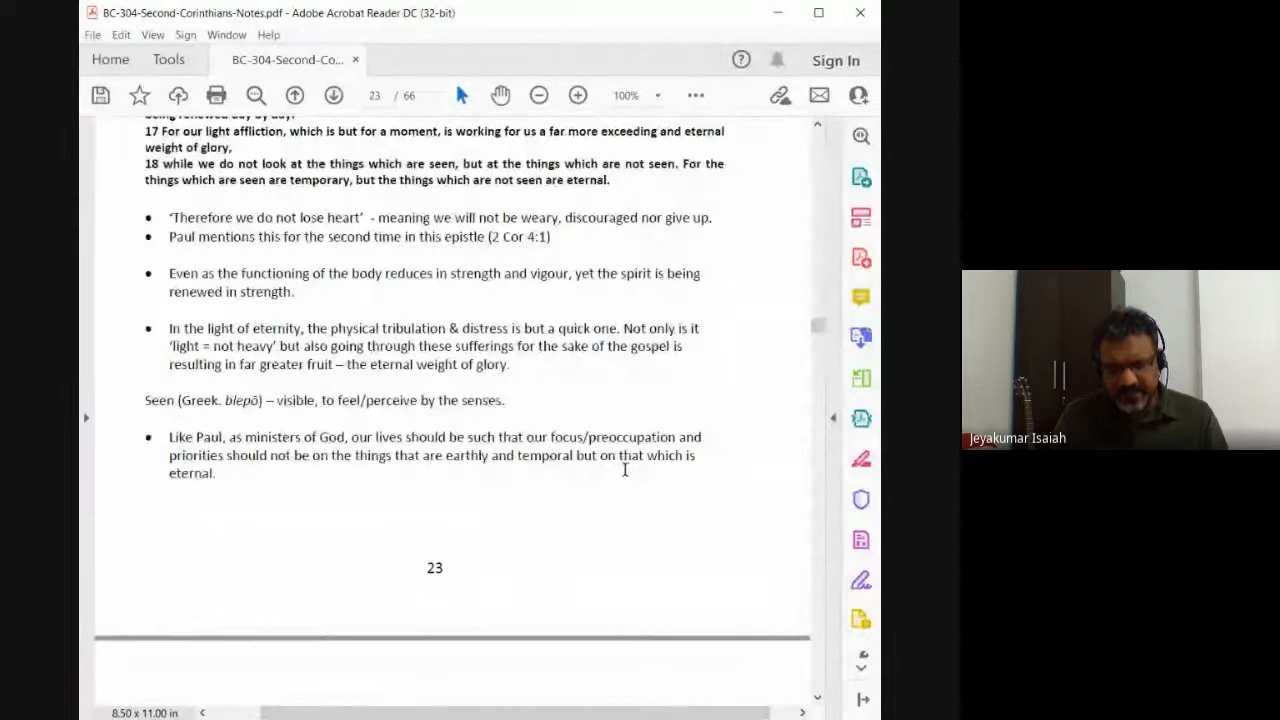 BC-304-Second-Corinthians-Notes.pdf - Adobe Acrobat Reader DC (32-bit)
File Edit View Sign Window Help
Home Tools BC-304-Second-Co... × Sign In
23 / 66 100%
being renewed day by day.
17 For our light affliction, which is but for a moment, is working for us a far more exceeding and eternal
weight of glory,
18 while we do not look at the things which are seen, but at the things which are not seen. For the
things which are seen are temporary, but the things which are not seen are eternal.
• ‘Therefore we do not lose heart’ - meaning we will not be weary, discouraged nor give up.
• Paul mentions this for the second time in this epistle (2 Cor 4:1)
• Even as the functioning of the body reduces in strength and vigour, yet the spirit is being
renewed in strength.
• In the light of eternity, the physical tribulation & distress is but a quick one. Not only is it
‘light = not heavy’ but also going through these sufferings for the sake of the gospel is
resulting in far greater fruit – the eternal weight of glory.
Seen (Greek. blepō) – visible, to feel/perceive by the senses.
• Like Paul, as ministers of God, our lives should be such that our focus/preoccupation and
priorities should not be on the things that are earthly and temporal but on that which is
eternal.
23
8.50 x 11.00 in
Jeyakumar Isaiah